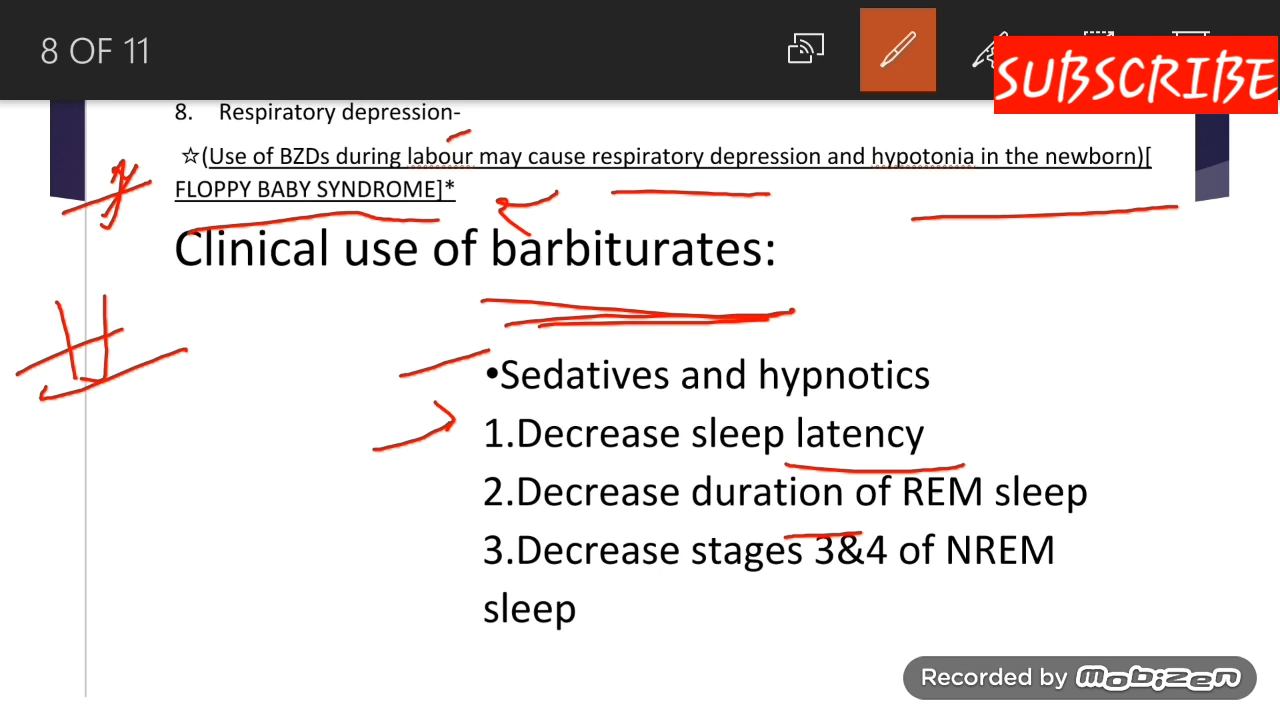 8 OF 11
SUBSCRIBE
8. Respiratory depression-
☆(Use of BZDs during labour may cause respiratory depression and hypotonia in the newborn)[
FLOPPY BABY SYNDROME]*
Clinical use of barbiturates:
•Sedatives and hypnotics
1.Decrease sleep latency
2.Decrease duration of REM sleep
3.Decrease stages 3&4 of NREM
sleep
Recorded by mobizen